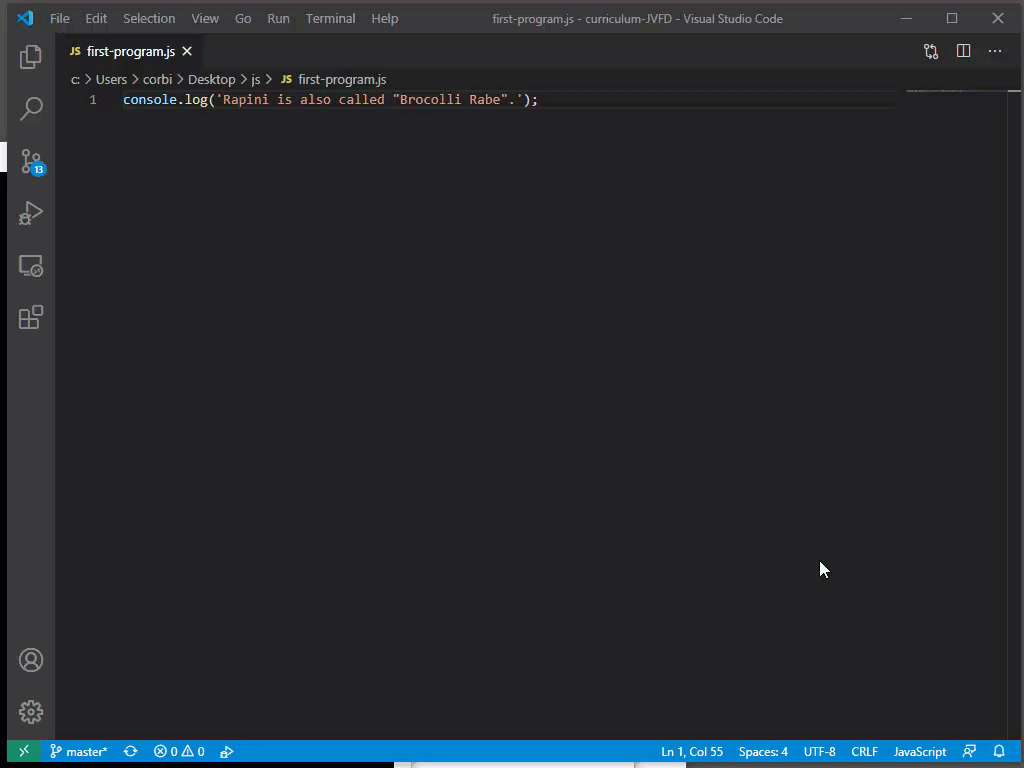 File Edit Selection View Go Run Terminal Help first-program.js - curriculum-JVFD - Visual Studio Code
JS first-program.js
c: > Users > corbi > Desktop > js > JS first-program.js
1 console.log('Rapini is also called "Brocolli Rabe".');
13
master* 0 0 Ln 1, Col 55 Spaces: 4 UTF-8 CRLF JavaScript